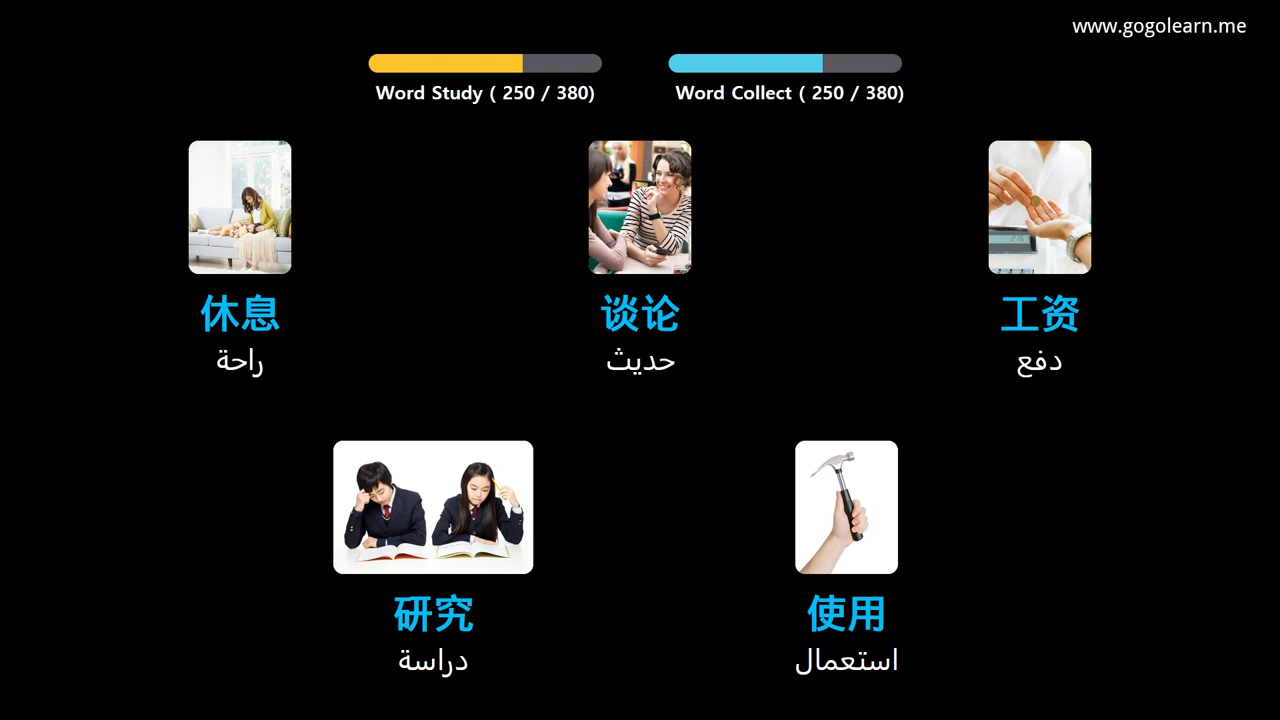 www.gogolearn.me
Word Study ( 250 / 380)
Word Collect ( 250 / 380)
休息
راحة
谈论
حديث
工资
دفع
研究
دراسة
使用
استعمال